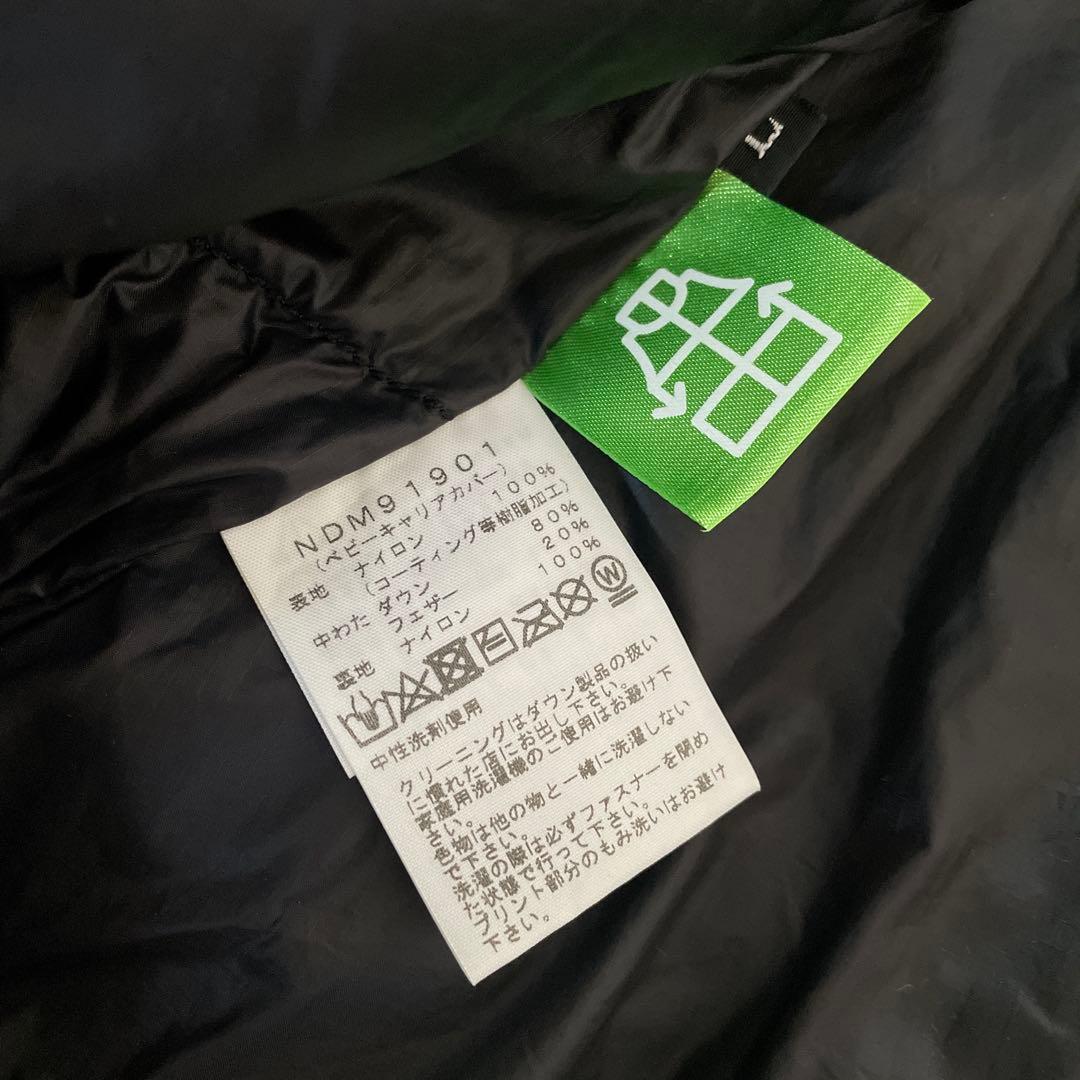 L
NDM91901
(ベビーキャリアカバー)
表地 ナイロン 100%
(コーティング等樹脂加工)
中わた ダウン 80%
フェザー 20%
裏地 ナイロン 100%
W
中性洗剤使用
クリーニングはダウン製品の扱い
に慣れた店にお出し下さい。
家庭用洗濯機のご使用はお避け下
さい。
色物は他の物と一緒に洗濯しない
で下さい。
洗濯の際は必ずファスナーを閉め
た状態で行って下さい。
プリント部分のもみ洗いはお避け
下さい。